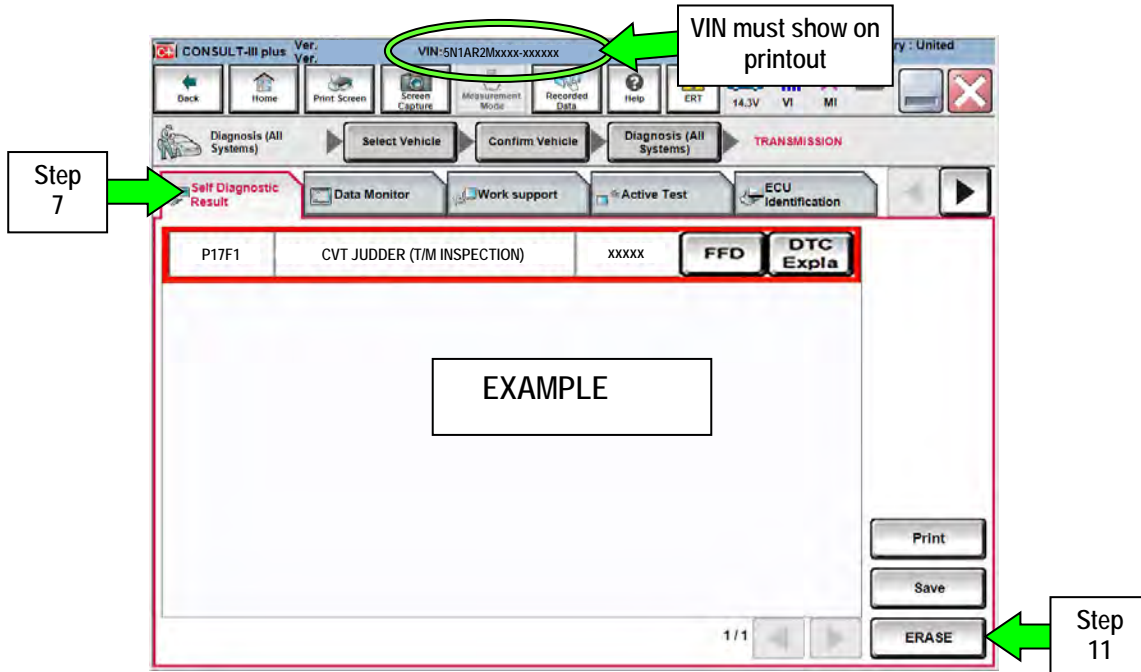 VIN must show on
printout
CONSULT-III plus Ver.
Ver.
VIN:5N1AR2Mxxxx-xxxxxx
ry : United
Back
Home
Print Screen
Screen
Capture
Measurement
Mode
Recorded
Data
Help
ERT
14.3V
VI
MI
Diagnosis (All
Systems)
Select Vehicle
Confirm Vehicle
Diagnosis (All
Systems)
TRANSMISSION
Step
7
Self Diagnostic
Result
Data Monitor
Work support
Active Test
ECU
Identification
P17F1
CVT JUDDER (T/M INSPECTION)
xxxxx
FFD
DTC
Expla
EXAMPLE
Print
Save
1/1
ERASE
Step
11